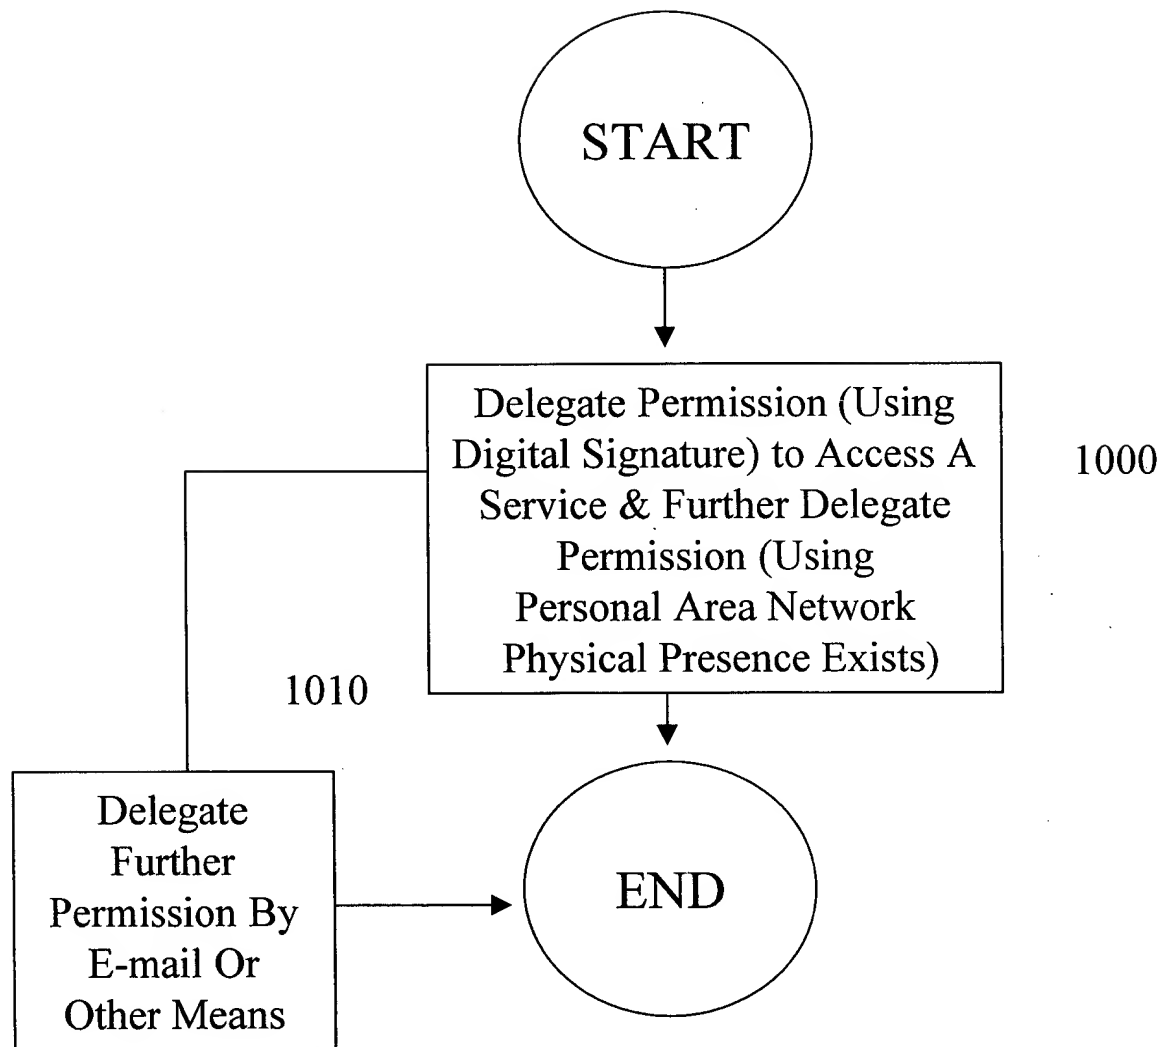 START
Delegate Permission (Using
Digital Signature) to Access A
Service & Further Delegate
Permission (Using
Personal Area Network
Physical Presence Exists)
1000
1010
Delegate
Further
Permission By
E-mail Or
Other Means
END